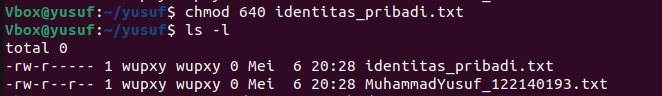 Vbox@yusuf:~/yusuf$ chmod 640 identitas_pribadi.txt
Vbox@yusuf:~/yusuf$ ls -l
total 0
-rw-r----- 1 wupxy wupxy 0 Mei  6 20:28 identitas_pribadi.txt
-rw-r--r-- 1 wupxy wupxy 0 Mei  6 20:28 MuhammadYusuf_122140193.txt